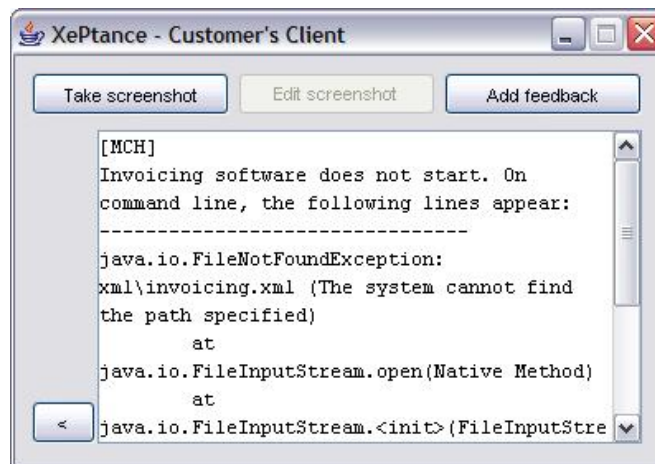 XePtance - Customer's Client
Take screenshot
Edit screenshot
Add feedback
[MCH]
Invoicing software does not start. On
command line, the following lines appear:
--------------------------------
java.io.FileNotFoundException:
xml\invoicing.xml (The system cannot find
the path specified)
at
java.io.FileInputStream.open(Native Method)
at
java.io.FileInputStream.<init>(FileInputStre
<